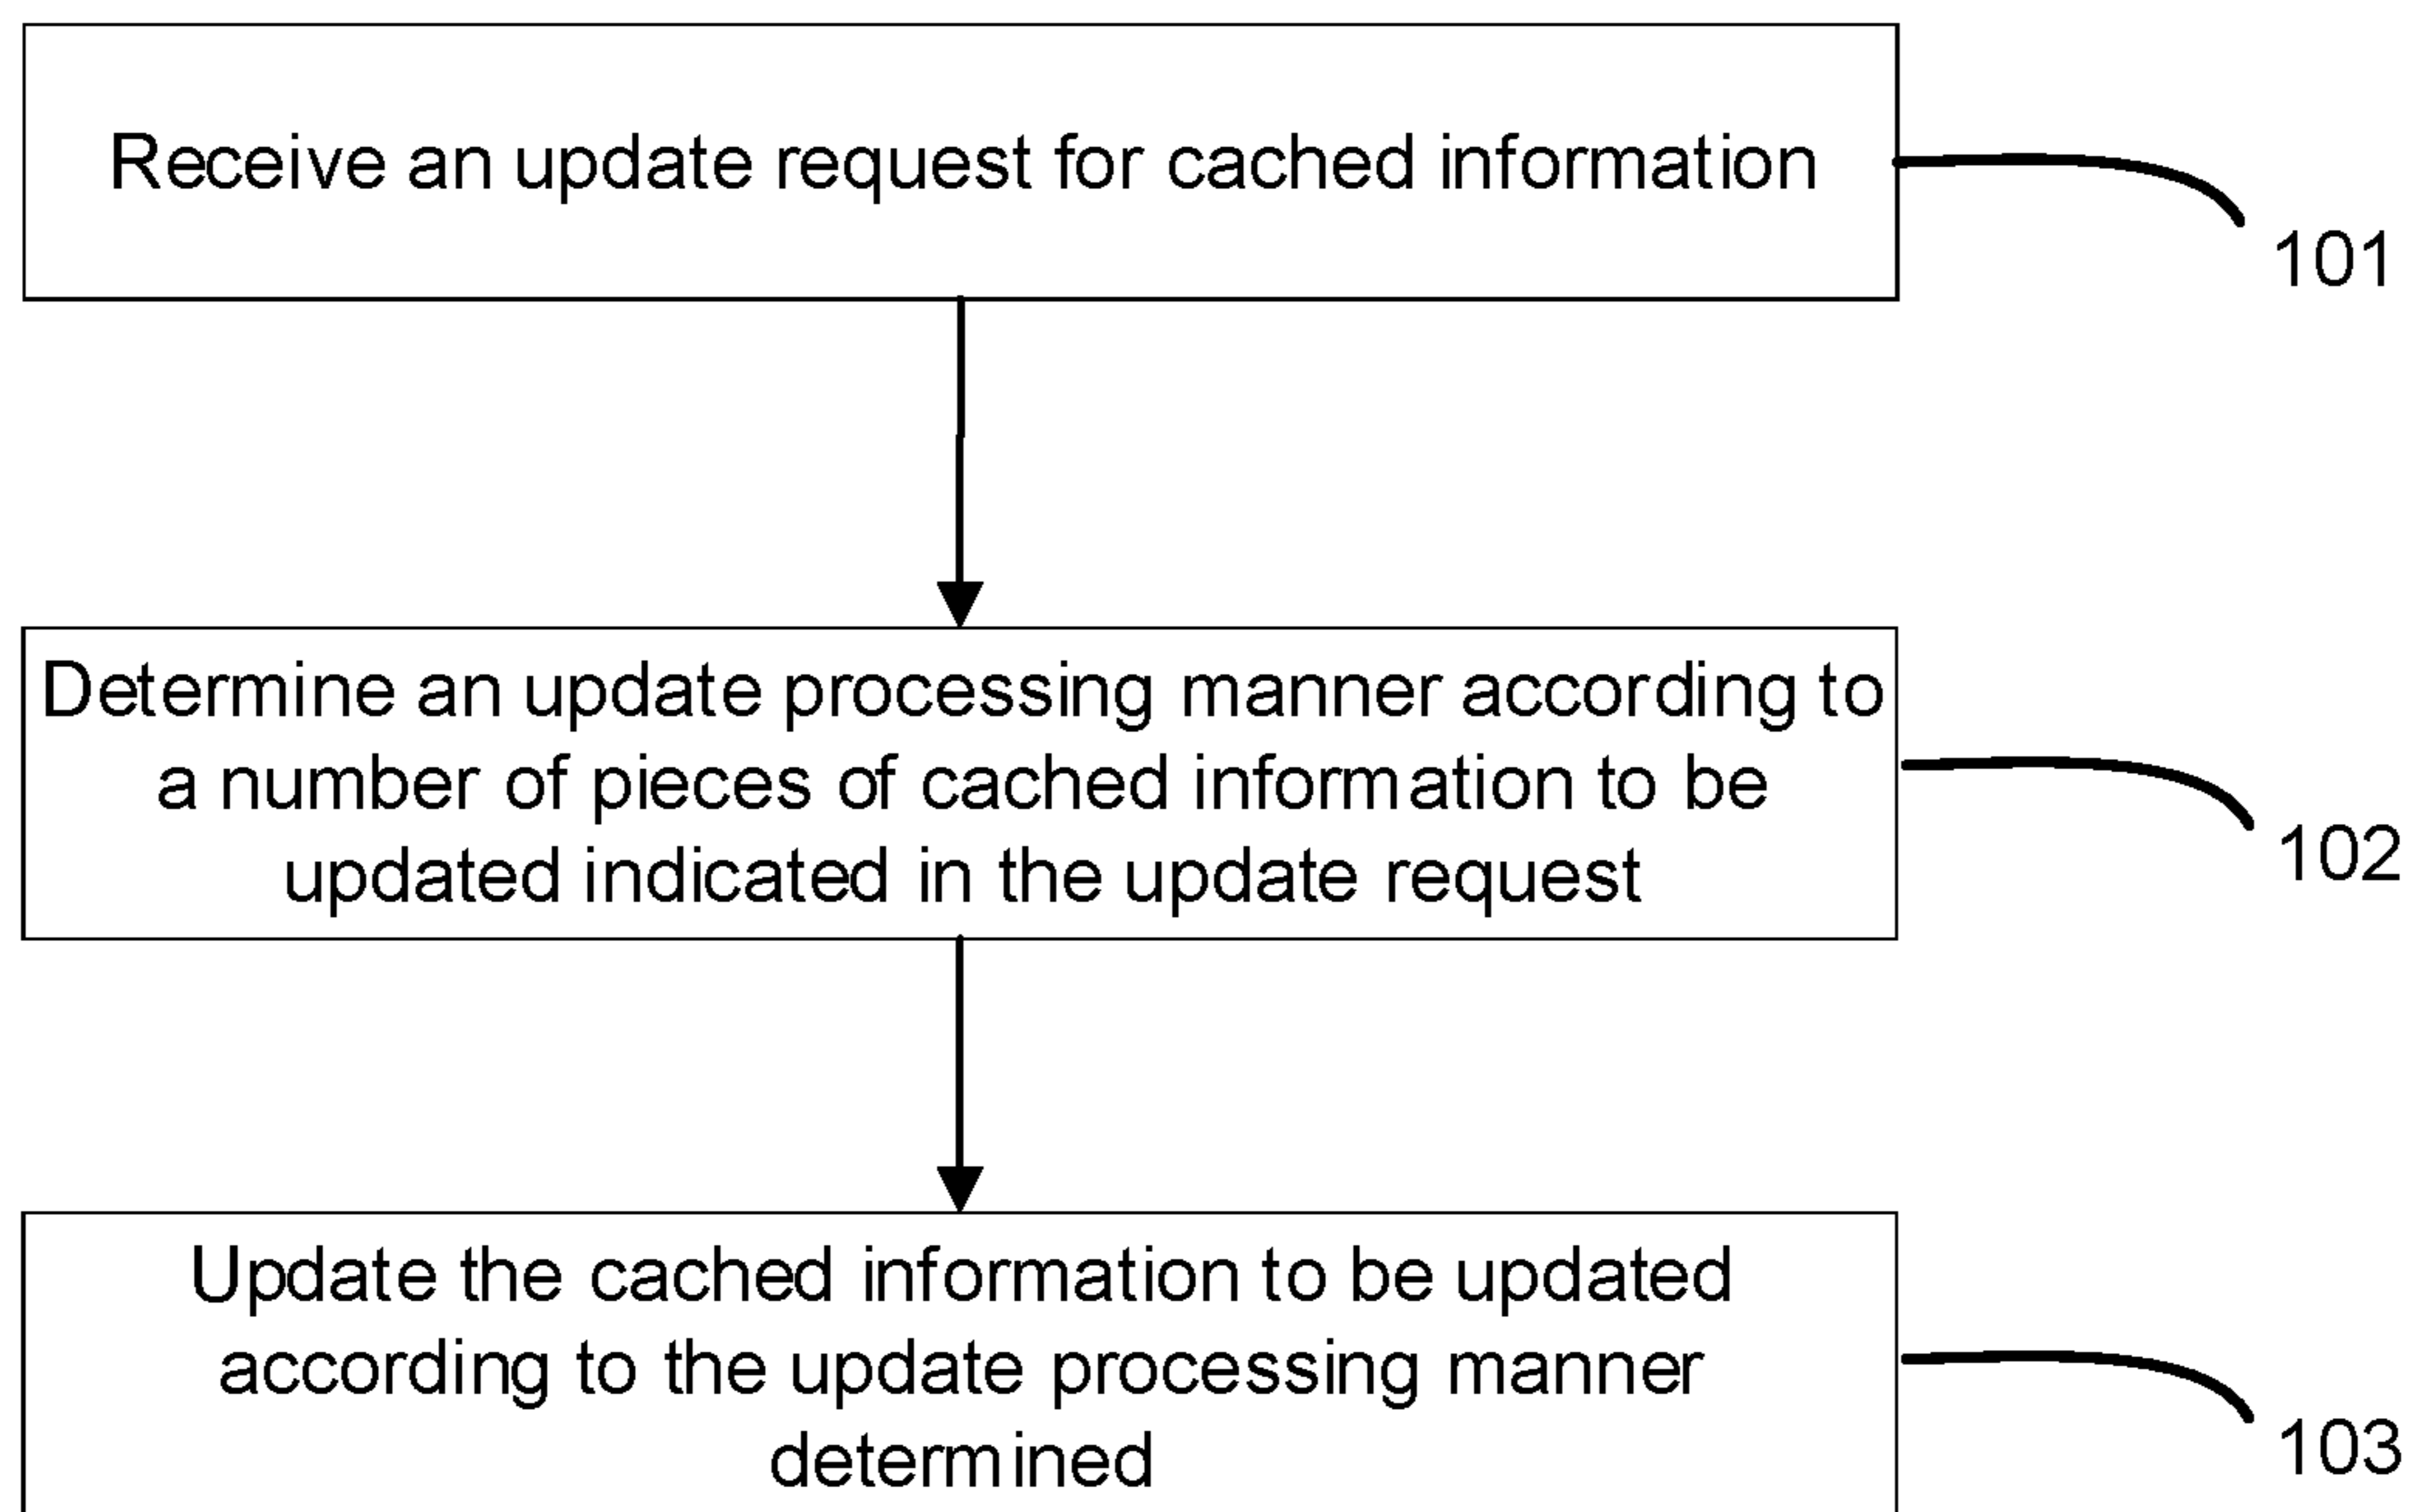 Receive an update request for cached information
101
Determine an update processing manner according to
a number of pieces of cached information to be
updated indicated in the update request
102
Update the cached information to be updated
according to the update processing manner
determined
103